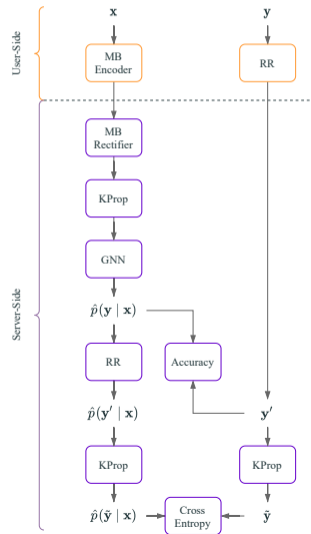 x
y
User-Side
MB
Encoder
RR
MB
Rectifier
KProp
GNN
Server-Side
p̂(y | x)
RR
Accuracy
p̂(y′ | x)
y′
KProp
KProp
p̂(ỹ | x)
Cross
Entropy
ỹ